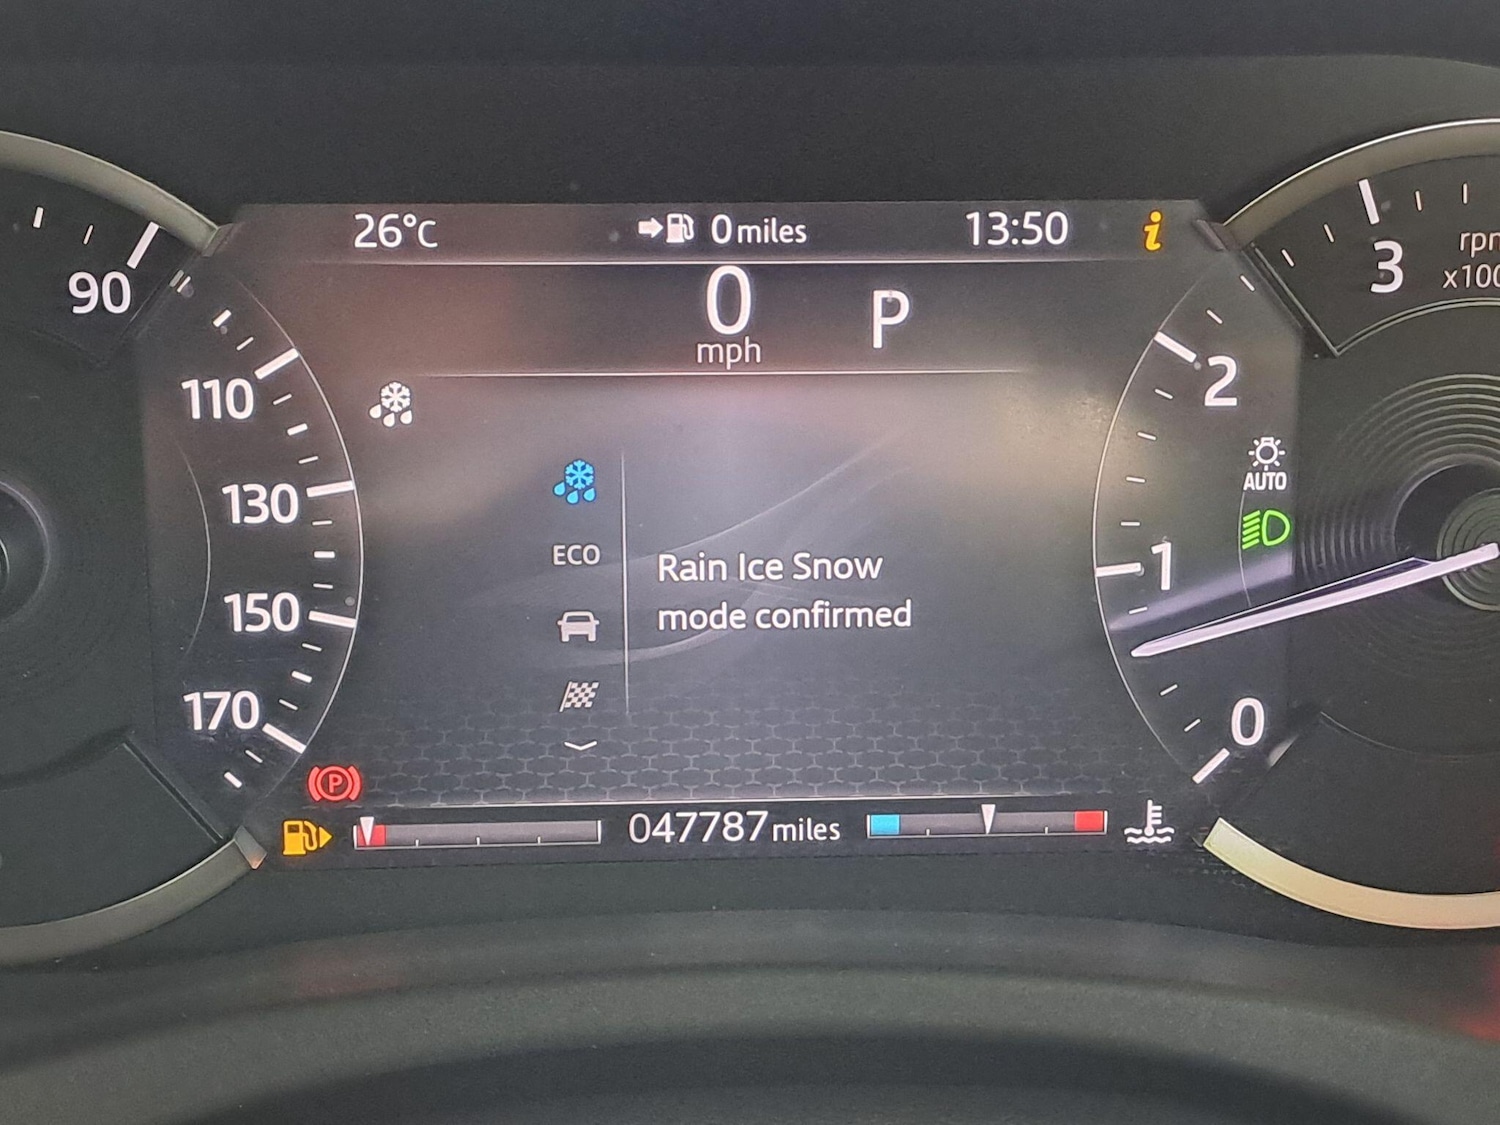 26°C
0 miles
13:50
i
90
0
mph
P
3
x100
110
130
150
170
2
1
0
AUTO
ECO
Rain Ice Snow
mode confirmed
P
047787 miles